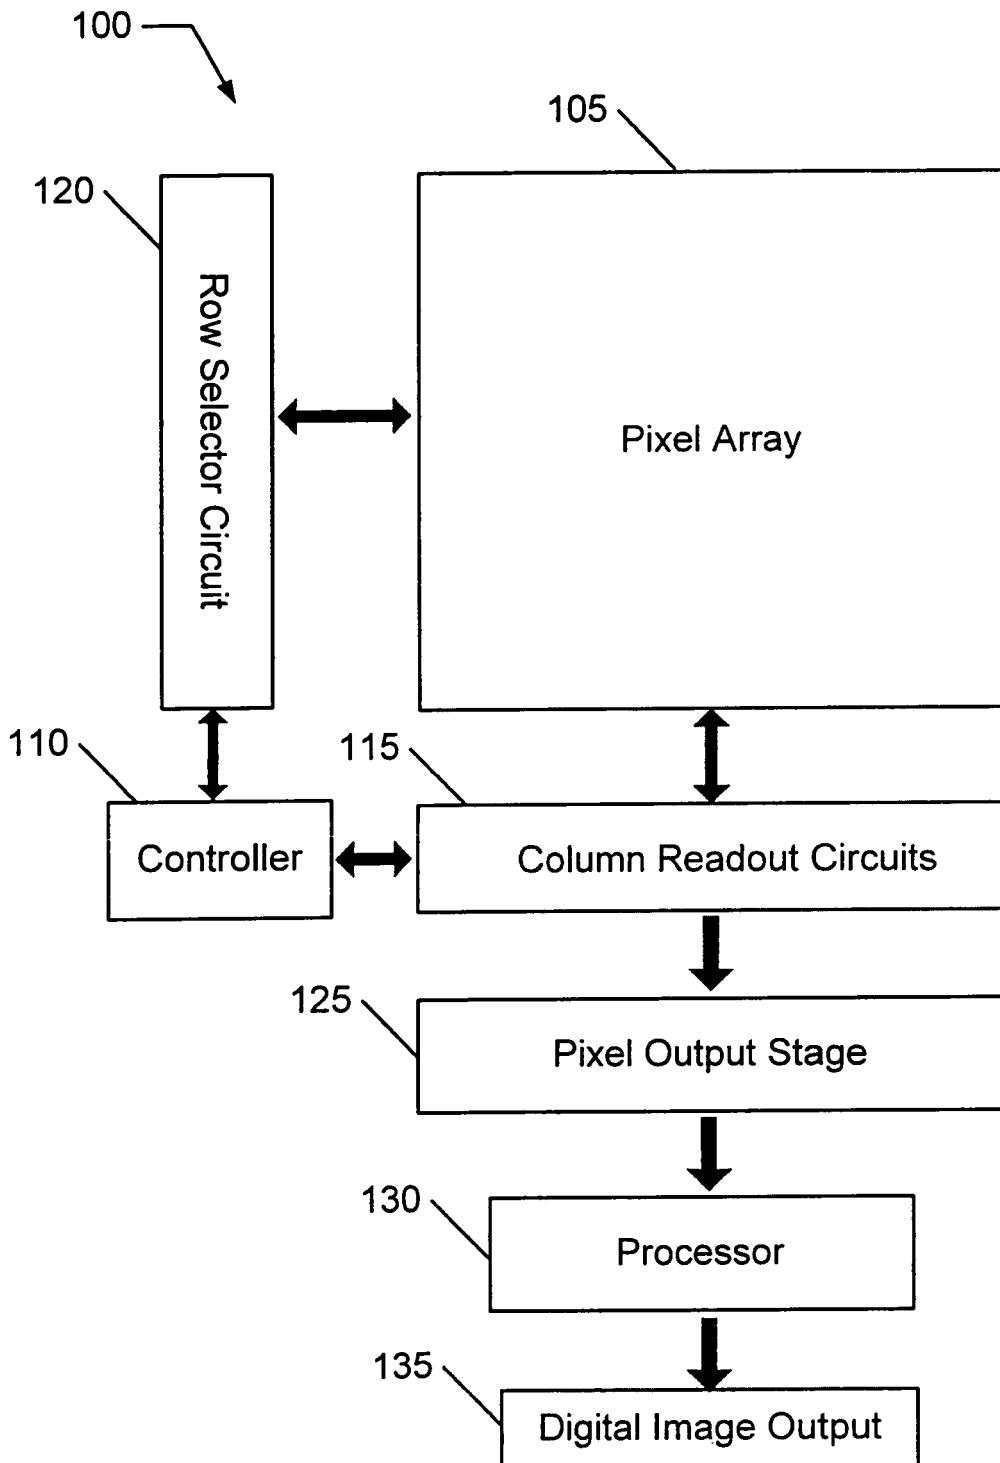 100
105
120
Row Selector Circuit
Pixel Array
110
115
Controller
Column Readout Circuits
125
Pixel Output Stage
130
Processor
135
Digital Image Output